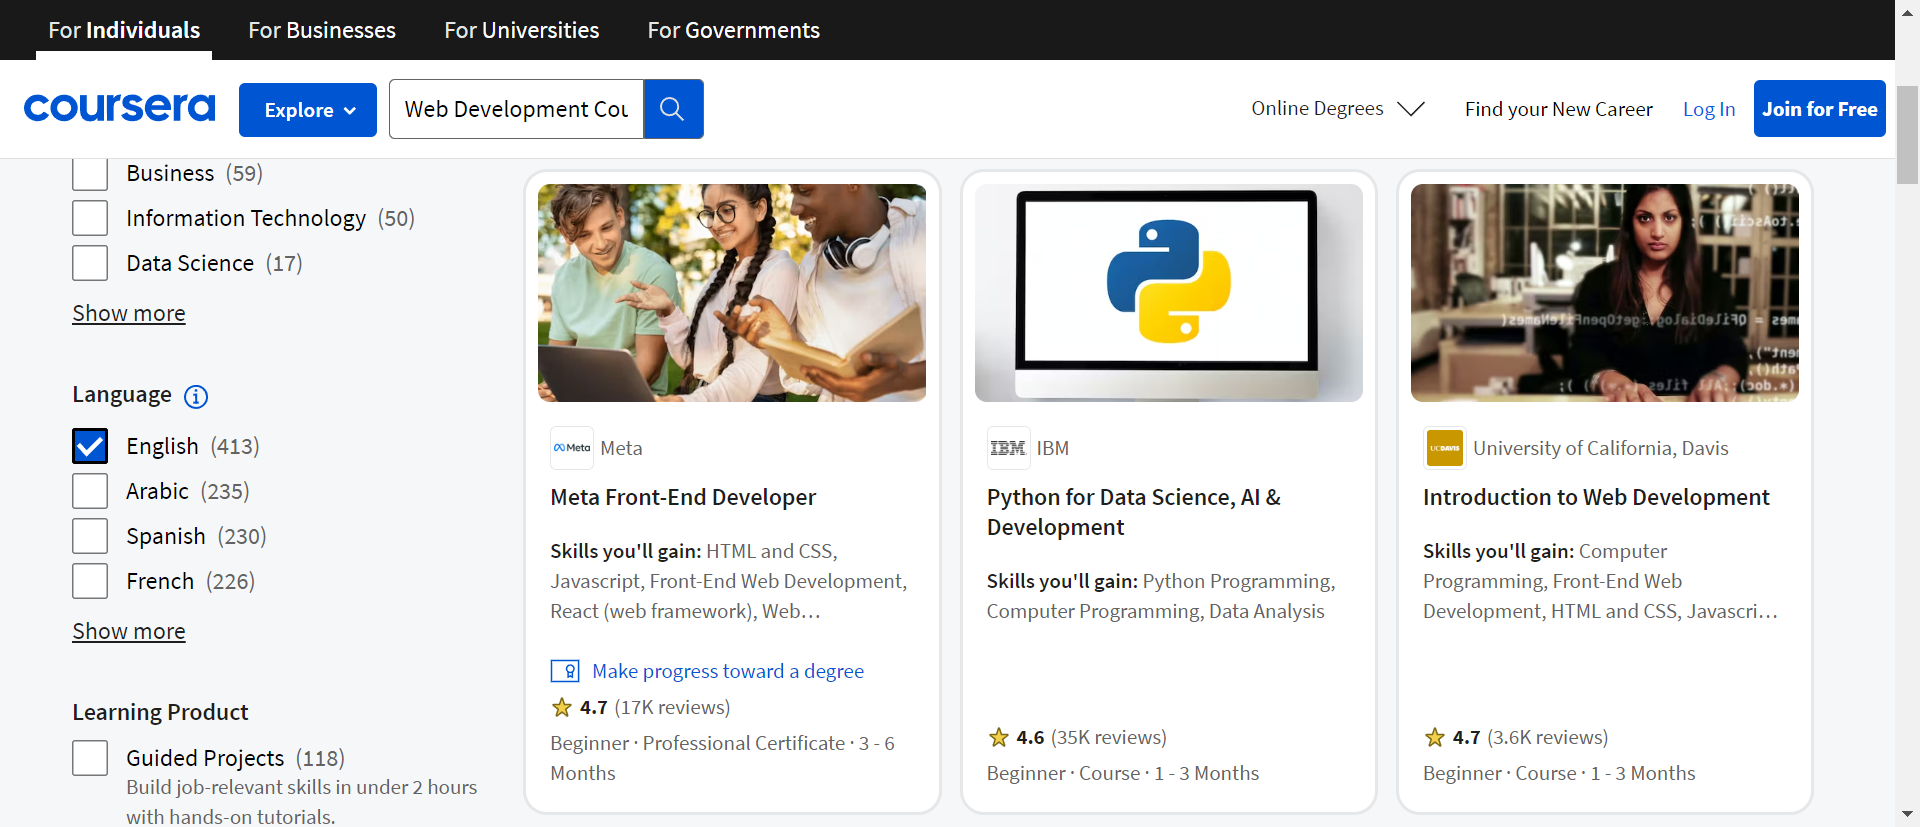 For Individuals
For Businesses
For Universities
For Governments
coursera
Explore
Web Development Cou
Online Degrees
Find your New Career
Log In
Join for Free
Business (59)
Information Technology (50)
Data Science (17)
Show more
Language
English (413)
Arabic (235)
Spanish (230)
French (226)
Show more
Learning Product
Guided Projects (118)
Build job-relevant skills in under 2 hours
with hands-on tutorials.
Meta
Meta
Meta Front-End Developer
Skills you'll gain: HTML and CSS,
Javascript, Front-End Web Development,
React (web framework), Web…
Make progress toward a degree
4.7 (17K reviews)
Beginner · Professional Certificate · 3 - 6
Months
IBM
IBM
Python for Data Science, AI &
Development
Skills you'll gain: Python Programming,
Computer Programming, Data Analysis
4.6 (35K reviews)
Beginner · Course · 1 - 3 Months
UCDAVIS
University of California, Davis
Introduction to Web Development
Skills you'll gain: Computer
Programming, Front-End Web
Development, HTML and CSS, Javascri…
4.7 (3.6K reviews)
Beginner · Course · 1 - 3 Months